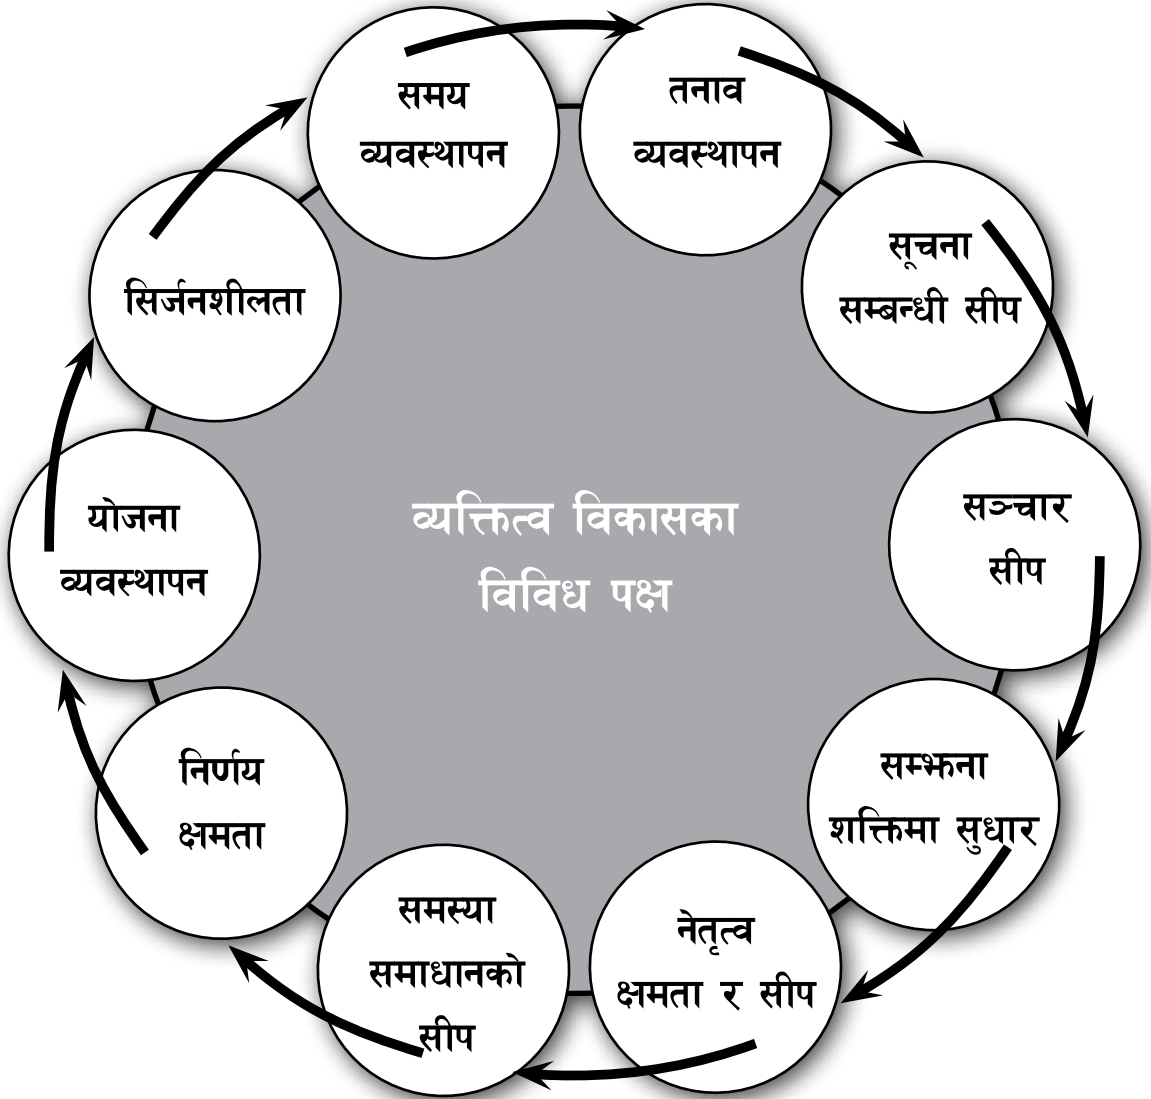 समय
व्यवस्थापन
तनाव
व्यवस्थापन
सूचना
सम्बन्धी सीप
सञ्चार
सीप
सम्झना
शक्तिमा सुधार
नेतृत्व
क्षमता र सीप
समस्या
समाधानको
सीप
निर्णय
क्षमता
योजना
व्यवस्थापन
सिर्जनशीलता
व्यक्तित्व विकासका
विविध पक्ष